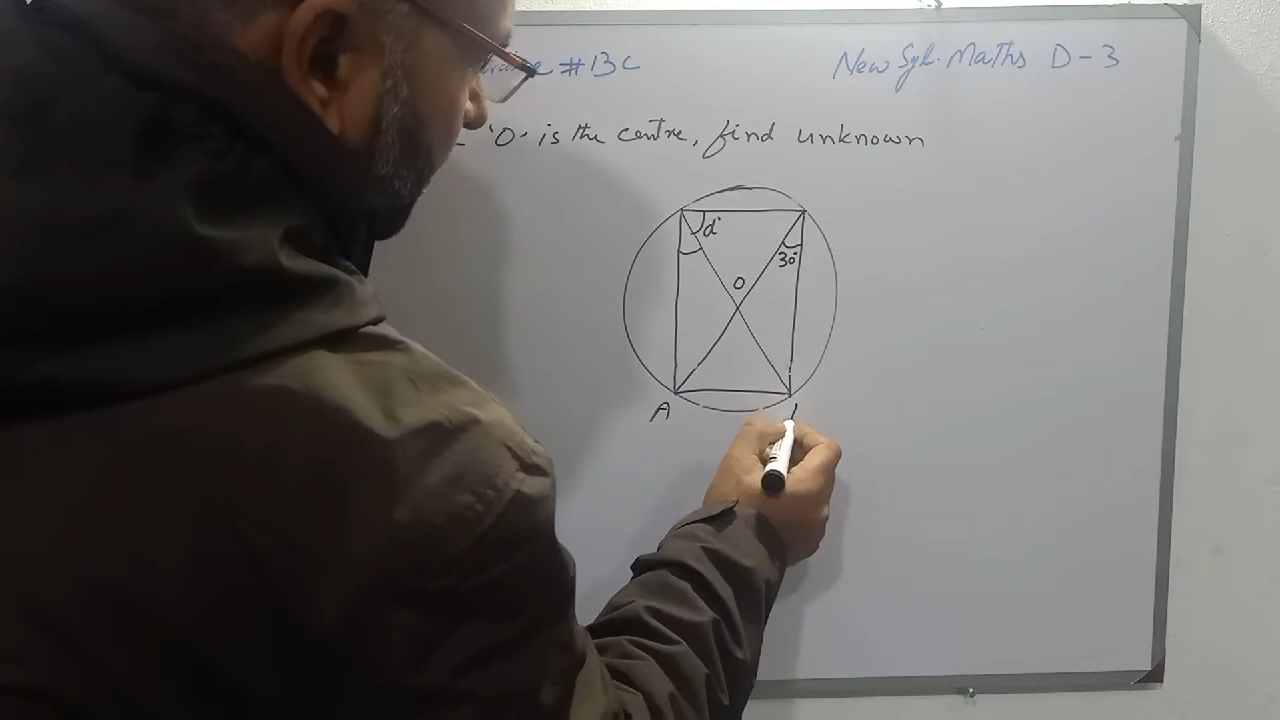 #13C
New Syl. Maths D-3
'O' is the centre, find unknown
d°
30°
O
A